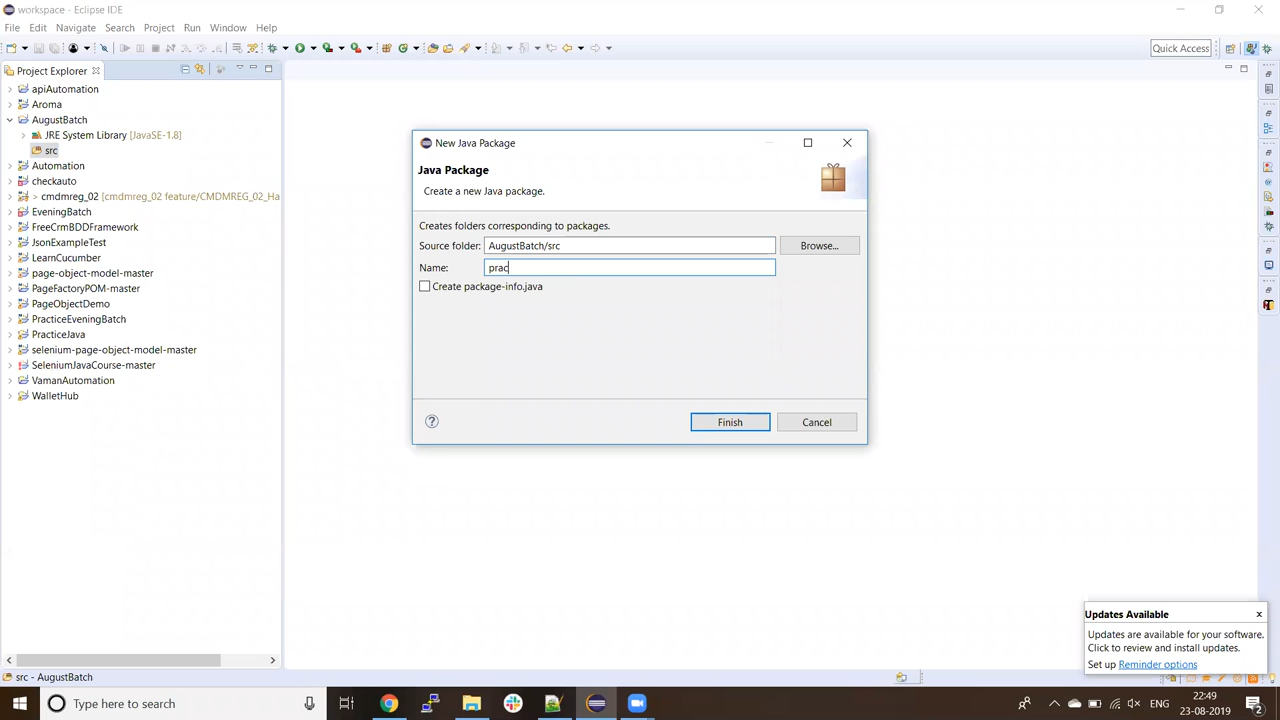 workspace - Eclipse IDE
File Edit Navigate Search Project Run Window Help
Quick Access
Project Explorer
apiAutomation
Aroma
AugustBatch
JRE System Library [JavaSE-1.8]
src
Automation
checkauto
> cmdmreg_02 [cmdmreg_02 feature/CMDMREG_02_Ha
EveningBatch
FreeCrmBDDFramework
JsonExampleTest
LearnCucumber
page-object-model-master
PageFactoryPOM-master
PageObjectDemo
PracticeEveningBatch
PracticeJava
selenium-page-object-model-master
SeleniumJavaCourse-master
VamanAutomation
WalletHub
New Java Package
Java Package
Create a new Java package.
Creates folders corresponding to packages.
Source folder: AugustBatch/src Browse...
Name: prac
Create package-info.java
Finish Cancel
Updates Available
Updates are available for your software.
Click to review and install updates.
Set up Reminder options
src - AugustBatch
Type here to search
ENG
22:49
23-08-2019
2